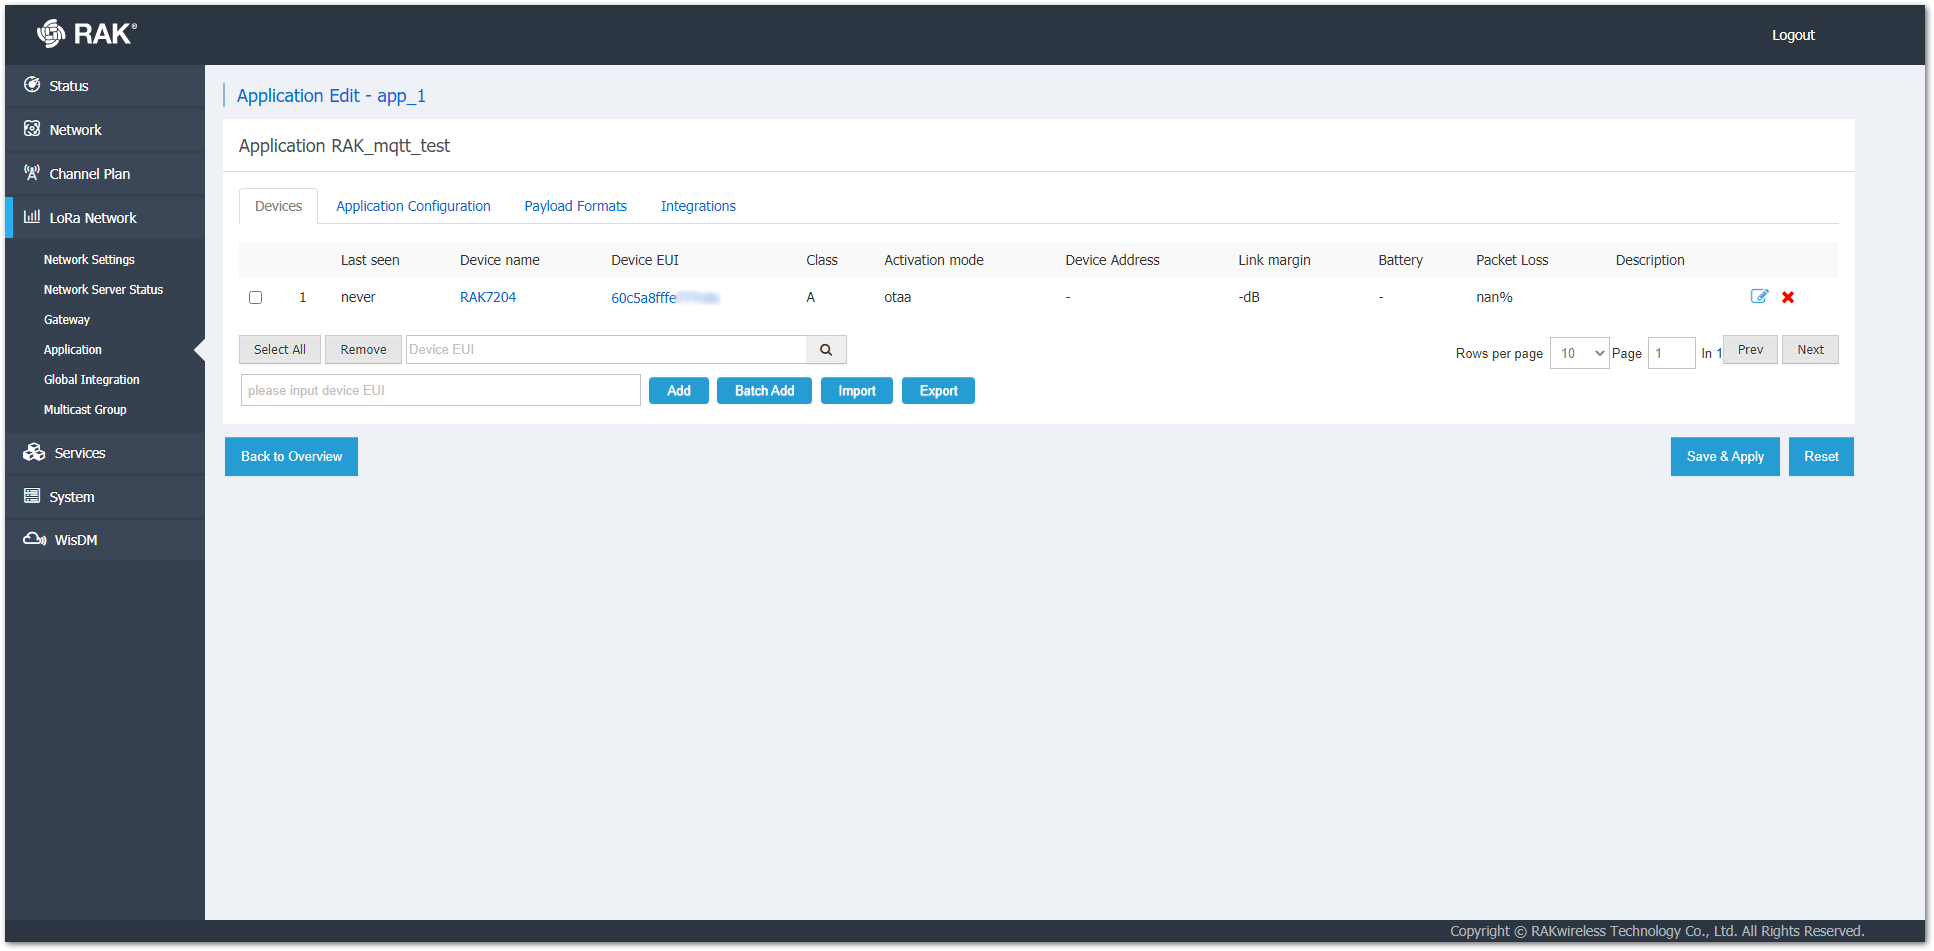 RAK®
Logout
Status
Network
Channel Plan
LoRa Network
Network Settings
Network Server Status
Gateway
Application
Global Integration
Multicast Group
Services
System
WisDM
Application Edit - app_1
Application RAK_mqtt_test
Devices Application Configuration Payload Formats Integrations
Last seen Device name Device EUI Class Activation mode Device Address Link margin Battery Packet Loss Description
1 never RAK7204 60c5a8fffe A otaa - -dB - nan%
Select All Remove Device EUI Rows per page 10 Page 1 In 1 Prev Next
please input device EUI Add Batch Add Import Export
Back to Overview Save & Apply Reset
Copyright © RAKwireless Technology Co., Ltd. All Rights Reserved.